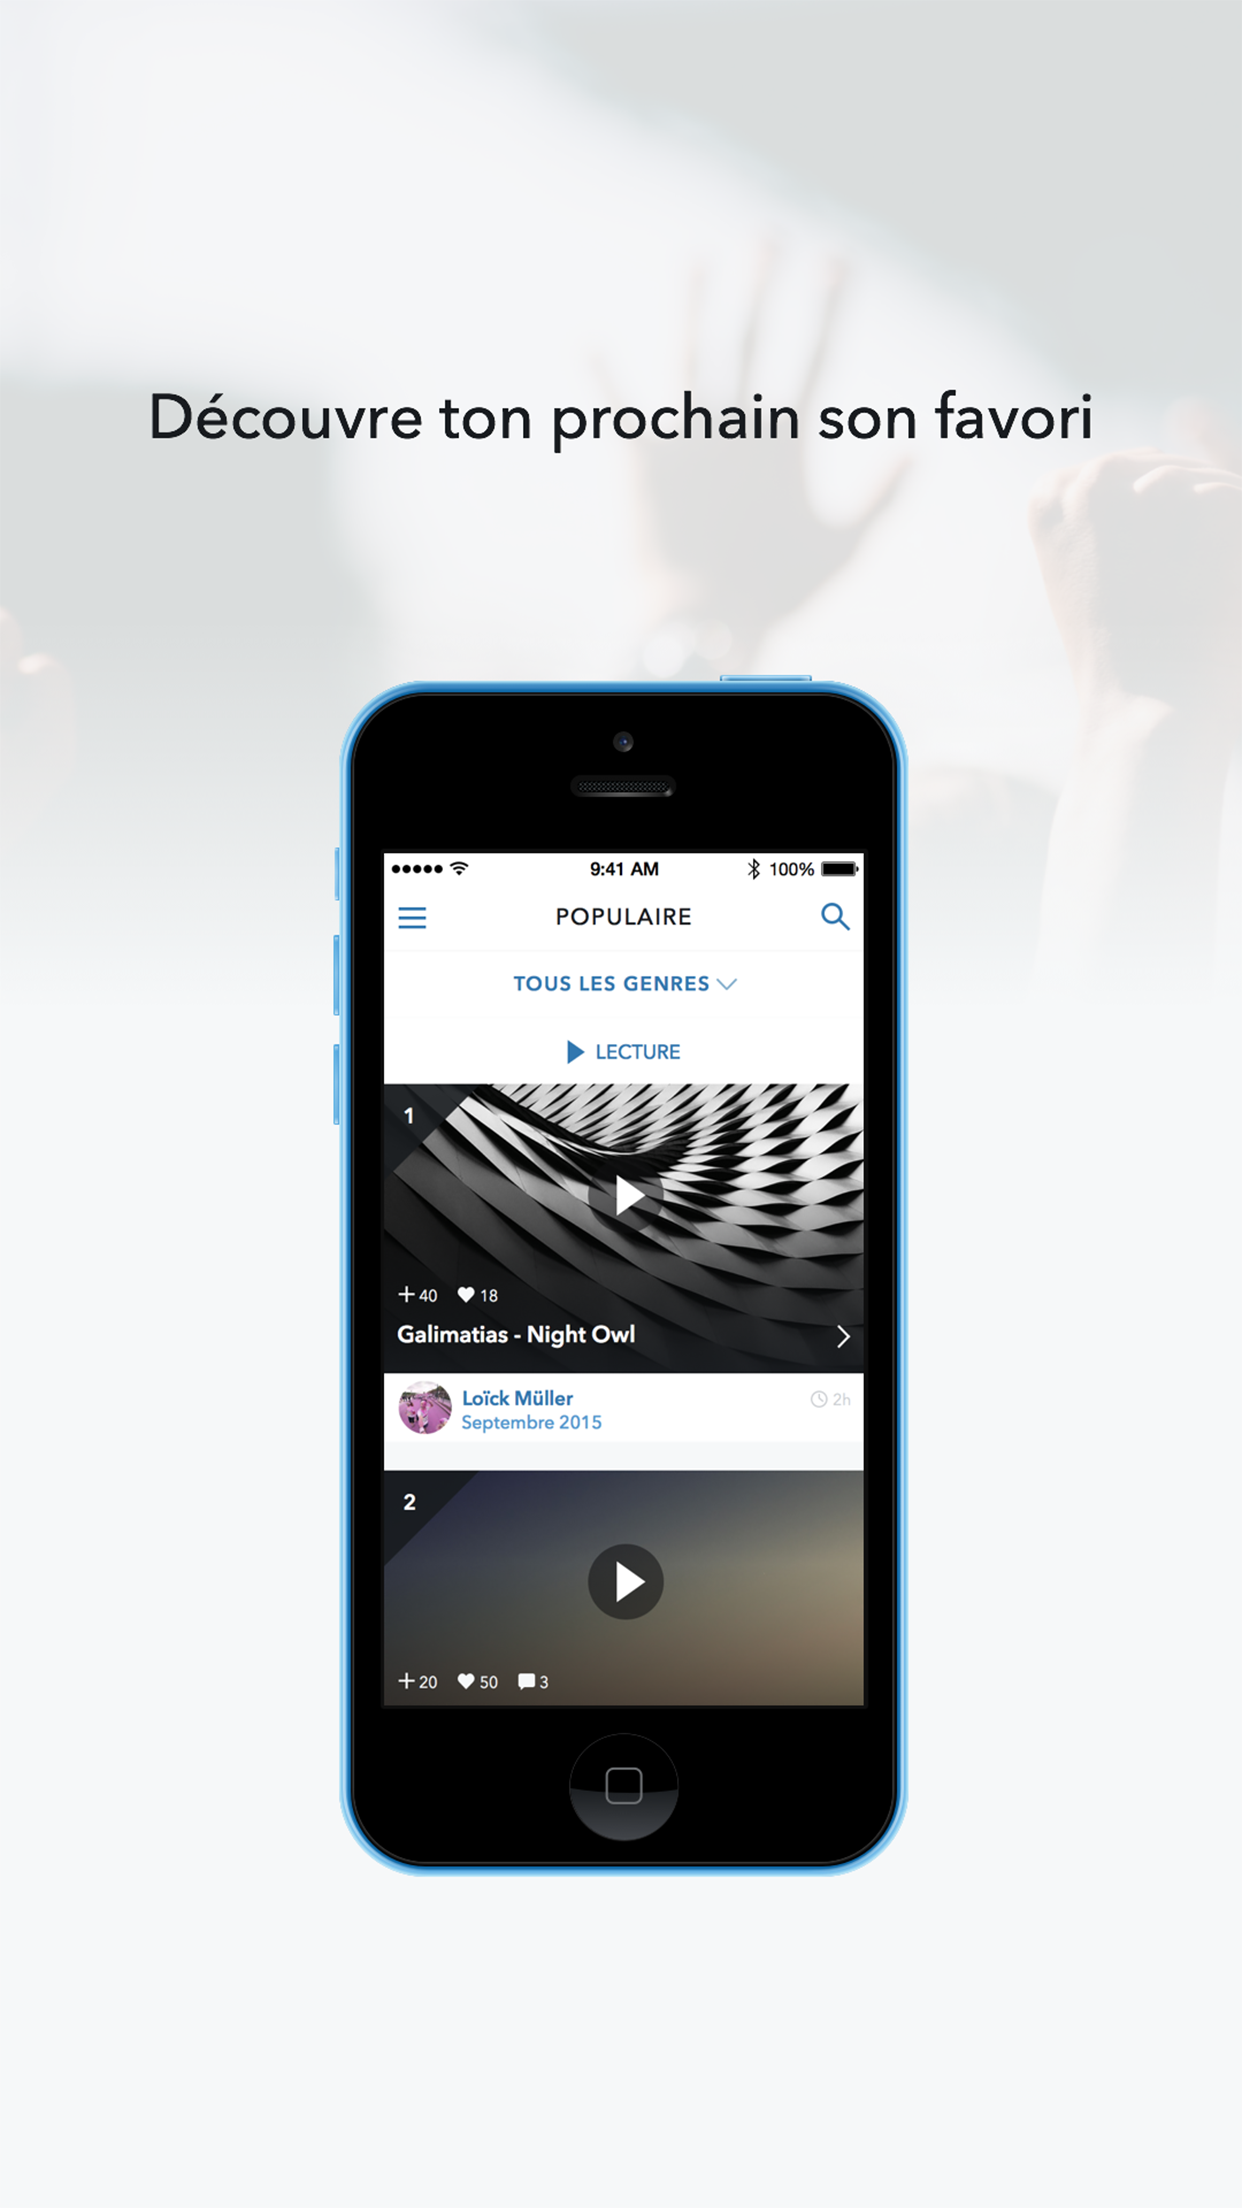 Découvre ton prochain son favori
9:41 AM
100%
POPULAIRE
TOUS LES GENRES
LECTURE
1
40 18
Galimatias - Night Owl
Loïck Müller
2h
Septembre 2015
2
20 50 3